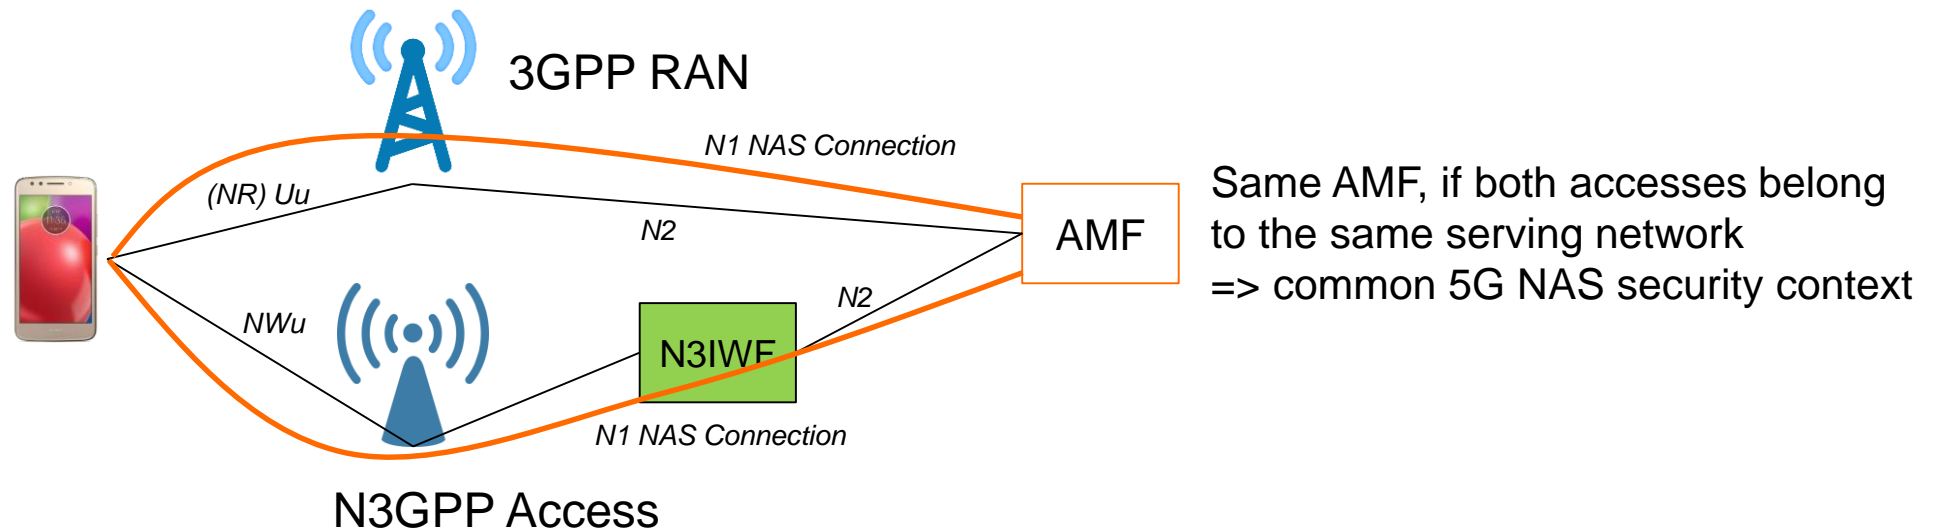 3GPP RAN
N1 NAS Connection
(NR) Uu
N2
AMF
Same AMF, if both accesses belong
to the same serving network
=> common 5G NAS security context
NWu
N2
N3IWF
N1 NAS Connection
N3GPP Access